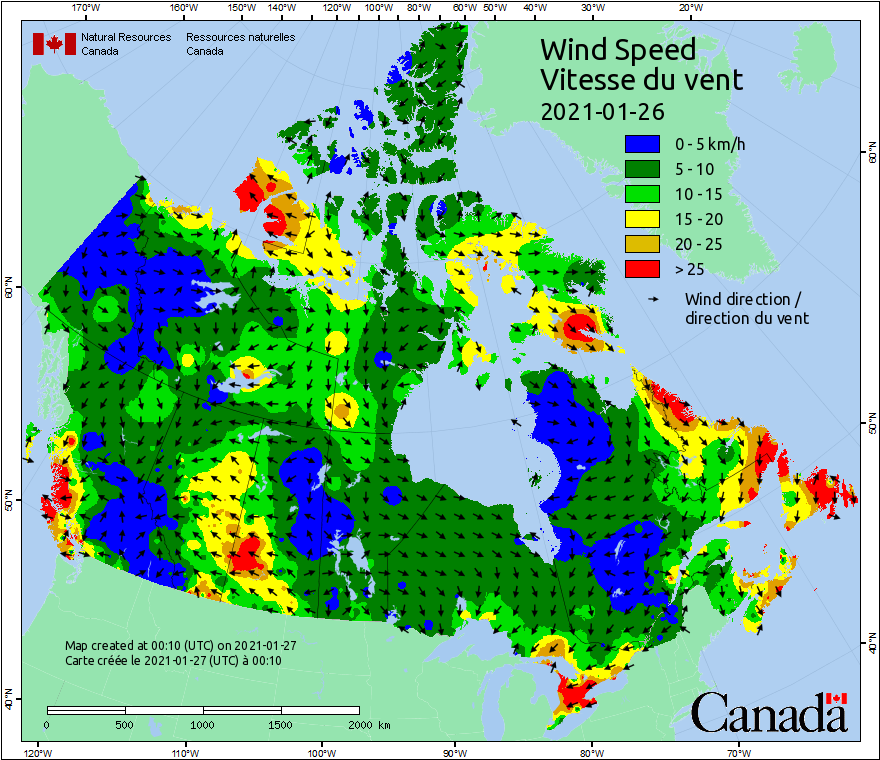 170°W 160°W 150°W 140°W 120°W 100°W 80°W 60°W 50°W 40°W 30°W 20°W
Natural Resources Ressources naturelles
Canada Canada
Wind Speed
Vitesse du vent
2021-01-26
0 - 5 km/h
5 - 10
10 - 15
15 - 20
20 - 25
> 25
Wind direction /
direction du vent
60°N
60°N
50°N
50°N
40°N
40°N
Map created at 00:10 (UTC) on 2021-01-27
Carte créée le 2021-01-27 (UTC) à 00:10
0 500 1000 1500 2000 km
Canada
120°W 110°W 100°W 90°W 80°W 70°W